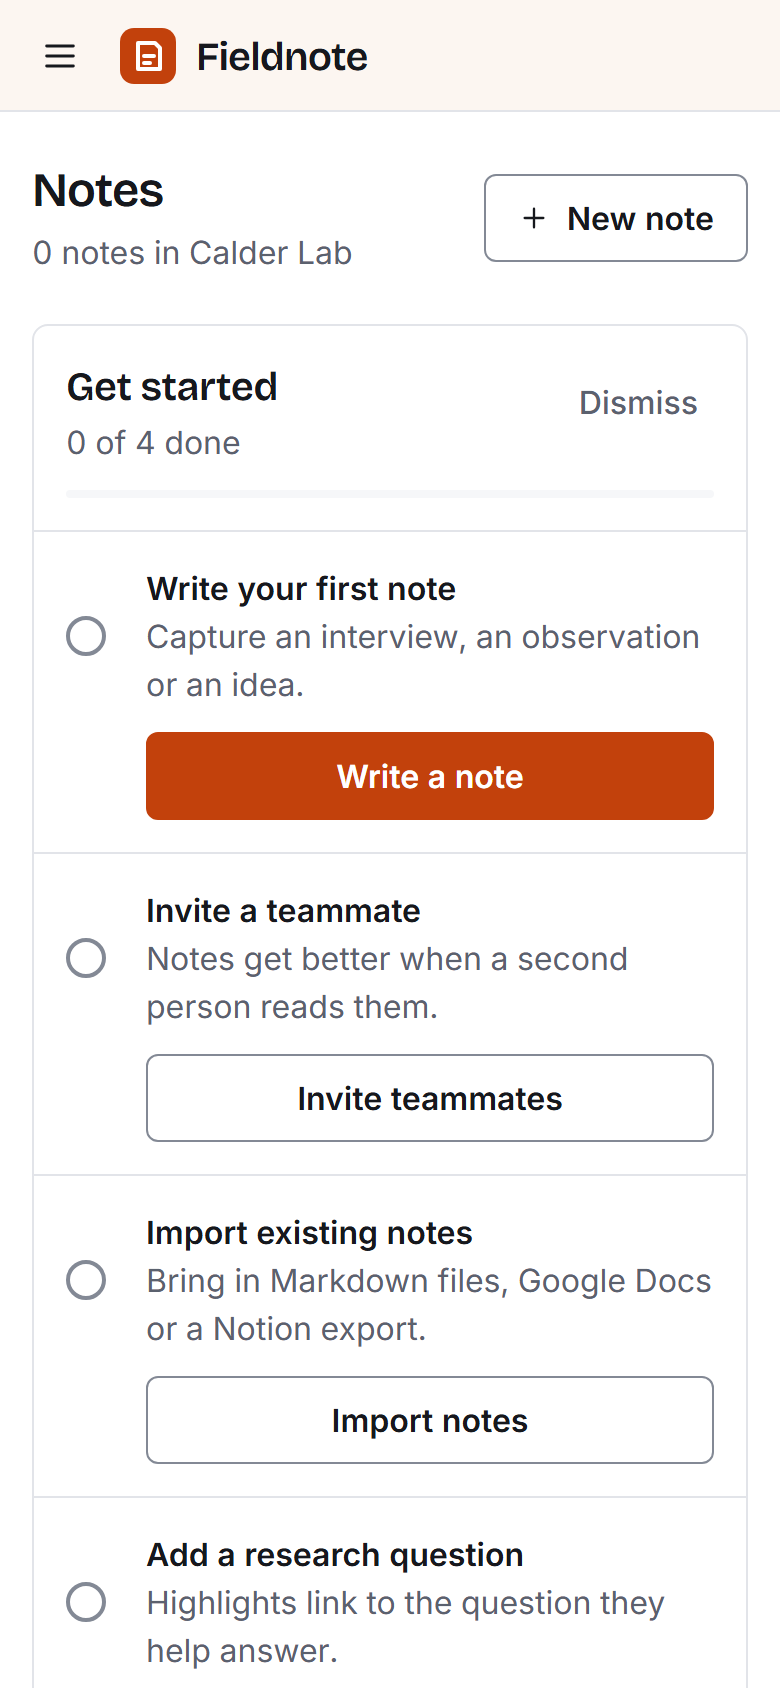 Fieldnote
Notes
0 notes in Calder Lab
New note
Get started
0 of 4 done
Dismiss
Write your first note
Capture an interview, an observation
or an idea.
Write a note
Invite a teammate
Notes get better when a second
person reads them.
Invite teammates
Import existing notes
Bring in Markdown files, Google Docs
or a Notion export.
Import notes
Add a research question
Highlights link to the question they
help answer.